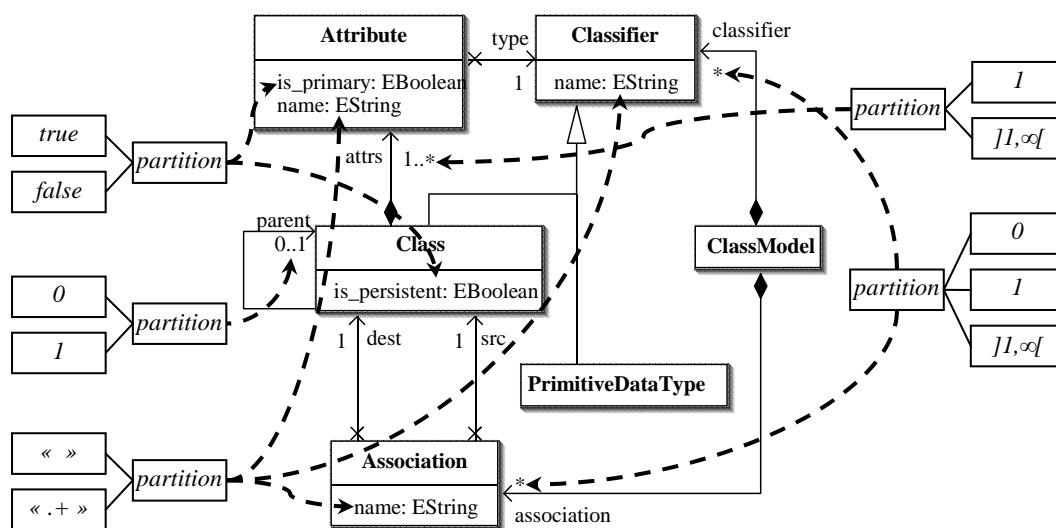 Attribute
is_primary: EBoolean
name: EString
type
1
Classifier
name: EString
classifier
*
partition
1
]1,∞[
true
false
partition
attrs
1..*
parent
0..1
Class
is_persistent: EBoolean
ClassModel
partition
0
1
]1,∞[
0
1
partition
1
dest
1
src
PrimitiveDataType
«  »
« .+ »
partition
Association
name: EString
*
association